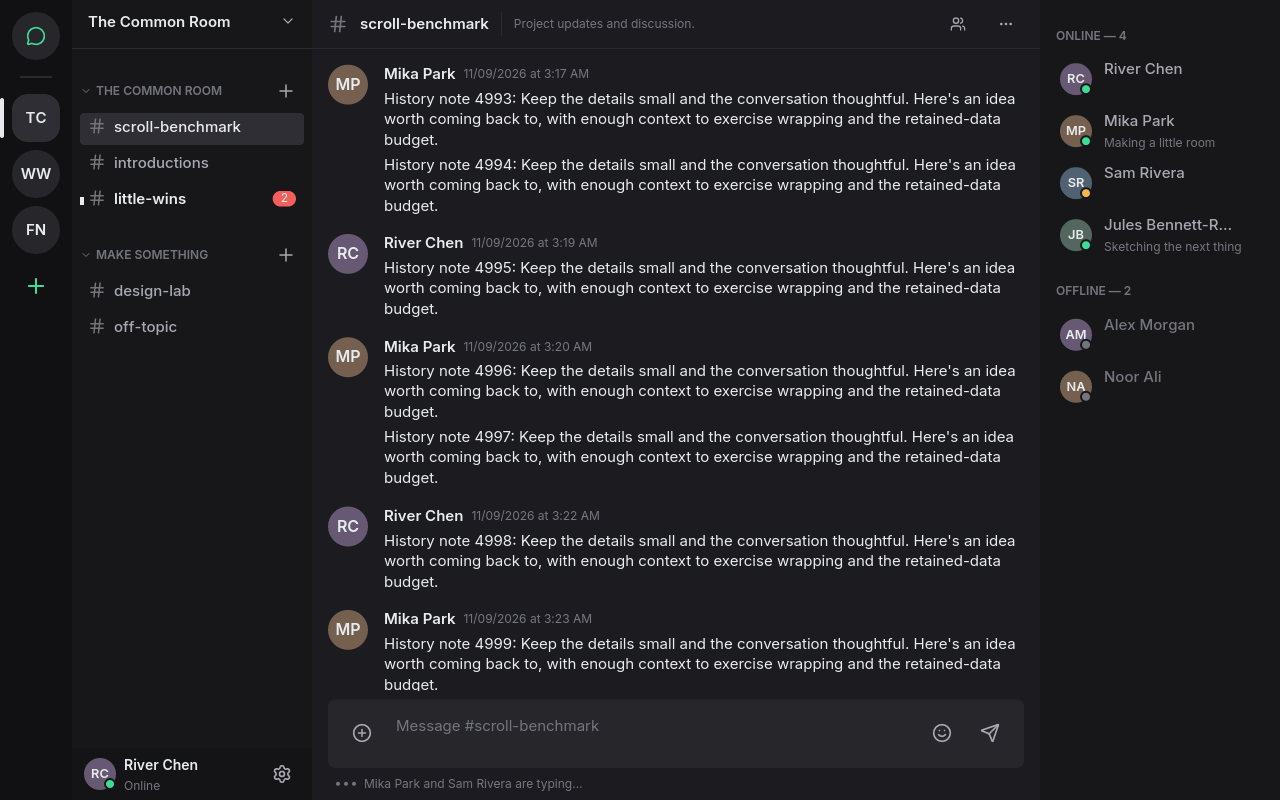 TC
WW
FN
The Common Room
THE COMMON ROOM
scroll-benchmark
introductions
little-wins
2
MAKE SOMETHING
design-lab
off-topic
RC
River Chen
Online
scroll-benchmark
Project updates and discussion.
MP
Mika Park 11/09/2026 at 3:17 AM
History note 4993: Keep the details small and the conversation thoughtful. Here's an idea
worth coming back to, with enough context to exercise wrapping and the retained-data
budget.
History note 4994: Keep the details small and the conversation thoughtful. Here's an idea
worth coming back to, with enough context to exercise wrapping and the retained-data
budget.
RC
River Chen 11/09/2026 at 3:19 AM
History note 4995: Keep the details small and the conversation thoughtful. Here's an idea
worth coming back to, with enough context to exercise wrapping and the retained-data
budget.
MP
Mika Park 11/09/2026 at 3:20 AM
History note 4996: Keep the details small and the conversation thoughtful. Here's an idea
worth coming back to, with enough context to exercise wrapping and the retained-data
budget.
History note 4997: Keep the details small and the conversation thoughtful. Here's an idea
worth coming back to, with enough context to exercise wrapping and the retained-data
budget.
RC
River Chen 11/09/2026 at 3:22 AM
History note 4998: Keep the details small and the conversation thoughtful. Here's an idea
worth coming back to, with enough context to exercise wrapping and the retained-data
budget.
MP
Mika Park 11/09/2026 at 3:23 AM
History note 4999: Keep the details small and the conversation thoughtful. Here's an idea
worth coming back to, with enough context to exercise wrapping and the retained-data
budget.
Message #scroll-benchmark
Mika Park and Sam Rivera are typing...
ONLINE — 4
RC
River Chen
MP
Mika Park
Making a little room
SR
Sam Rivera
JB
Jules Bennett-R...
Sketching the next thing
OFFLINE — 2
AM
Alex Morgan
NA
Noor Ali